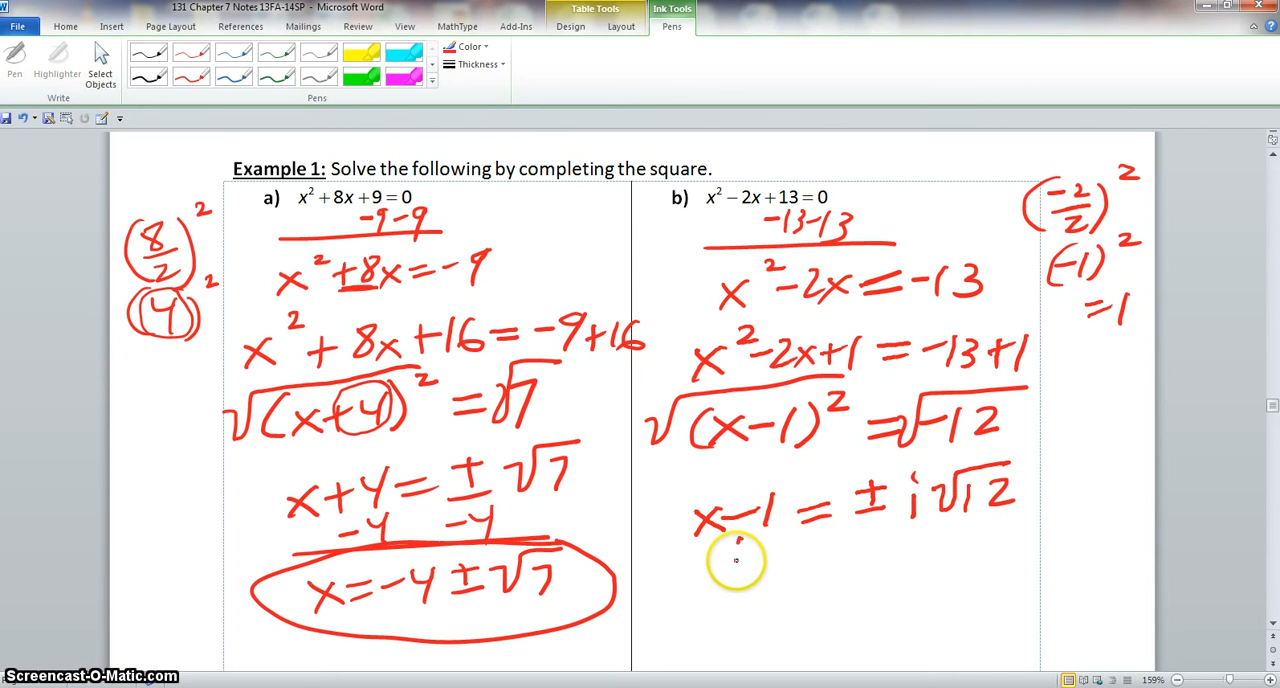 131 Chapter 7 Notes 13FA-14SP - Microsoft Word
Table Tools
Ink Tools
File Home Insert Page Layout References Mailings Review View MathType Add-Ins Design Layout Pens
Pen Highlighter Select Objects
Color
Thickness
Write
Pens
Example 1: Solve the following by completing the square.
a) x² + 8x + 9 = 0
-9 -9
(8/2)²
(4)²
x² + 8x = -9
x² + 8x + 16 = -9 + 16
√(x+4)² = √7
x + 4 = ± √7
-4 -4
x = -4 ± √7
b) x² − 2x + 13 = 0
-13 -13
(-2/2)²
(-1)²
= 1
x² - 2x = -13
x² - 2x + 1 = -13 + 1
√(x-1)² = √-12
x - 1 = ± i √12
Screencast-O-Matic.com
159%